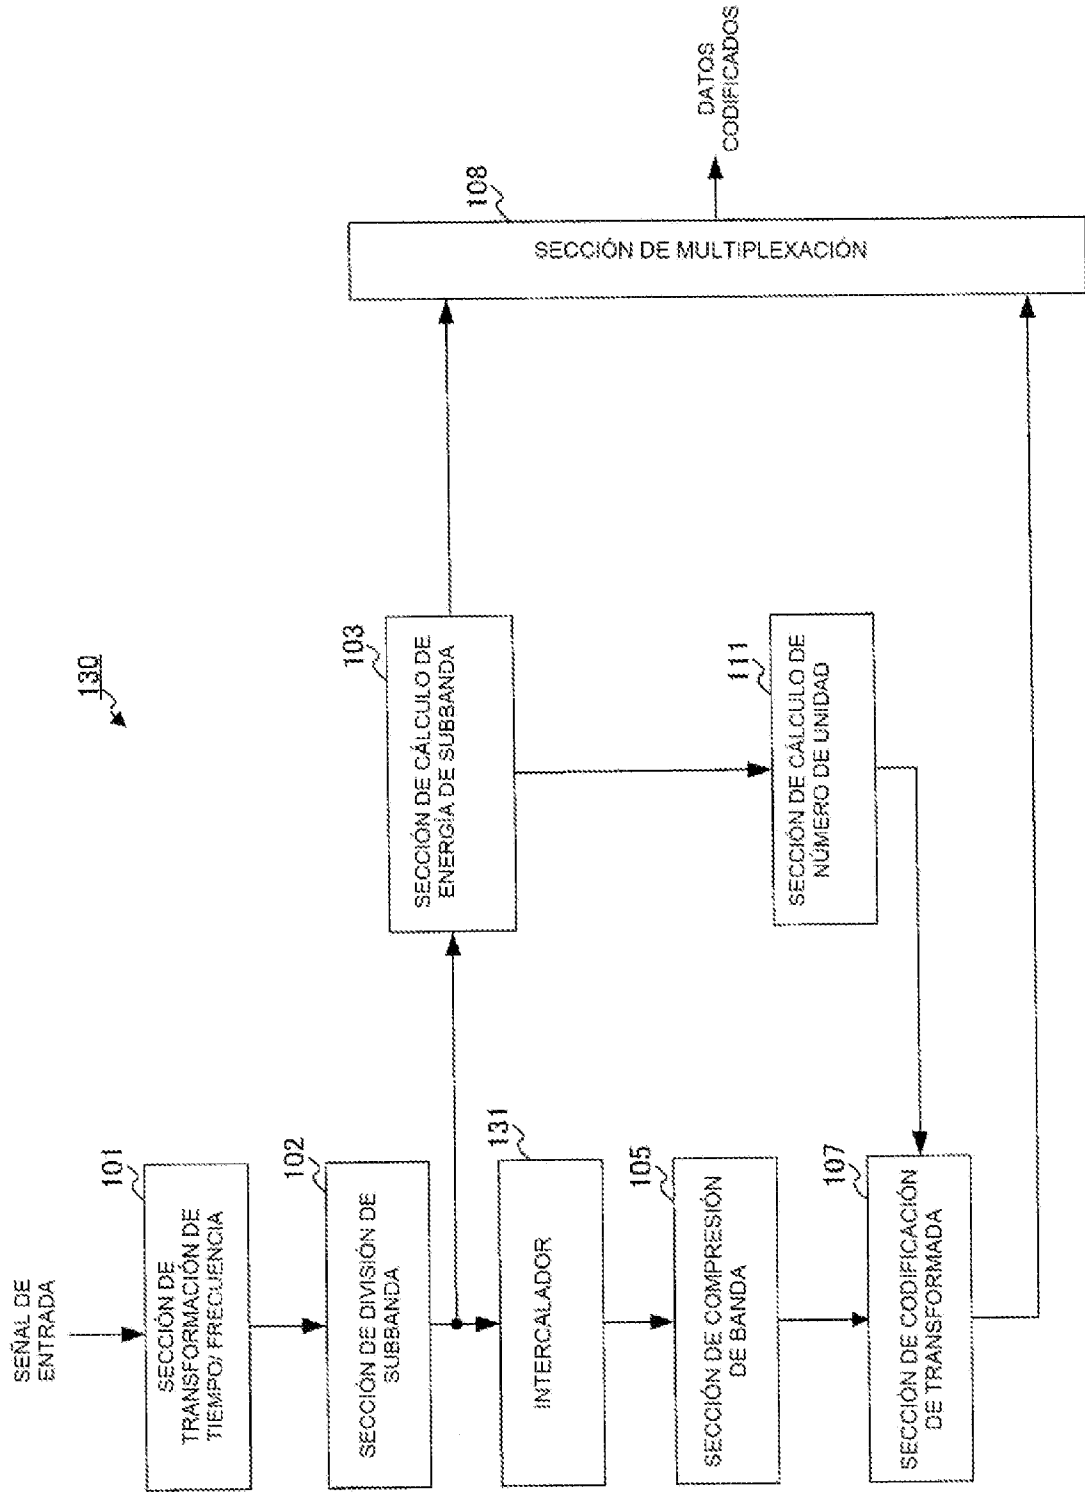 130
SEÑAL DE
ENTRADA
101
SECCIÓN DE
TRANSFORMACIÓN DE
TIEMPO/ FRECUENCIA
102
SECCIÓN DE DIVISIÓN DE
SUBBANDA
131
INTERCALADOR
105
SECCIÓN DE COMPRESIÓN
DE BANDA
107
SECCIÓN DE CODIFICACIÓN
DE TRANSFORMADA
103
SECCIÓN DE CÁLCULO DE
ENERGÍA DE SUBBANDA
111
SECCIÓN DE CÁLCULO DE
NÚMERO DE UNIDAD
108
SECCIÓN DE MULTIPLEXACIÓN
DATOS
CODIFICADOS